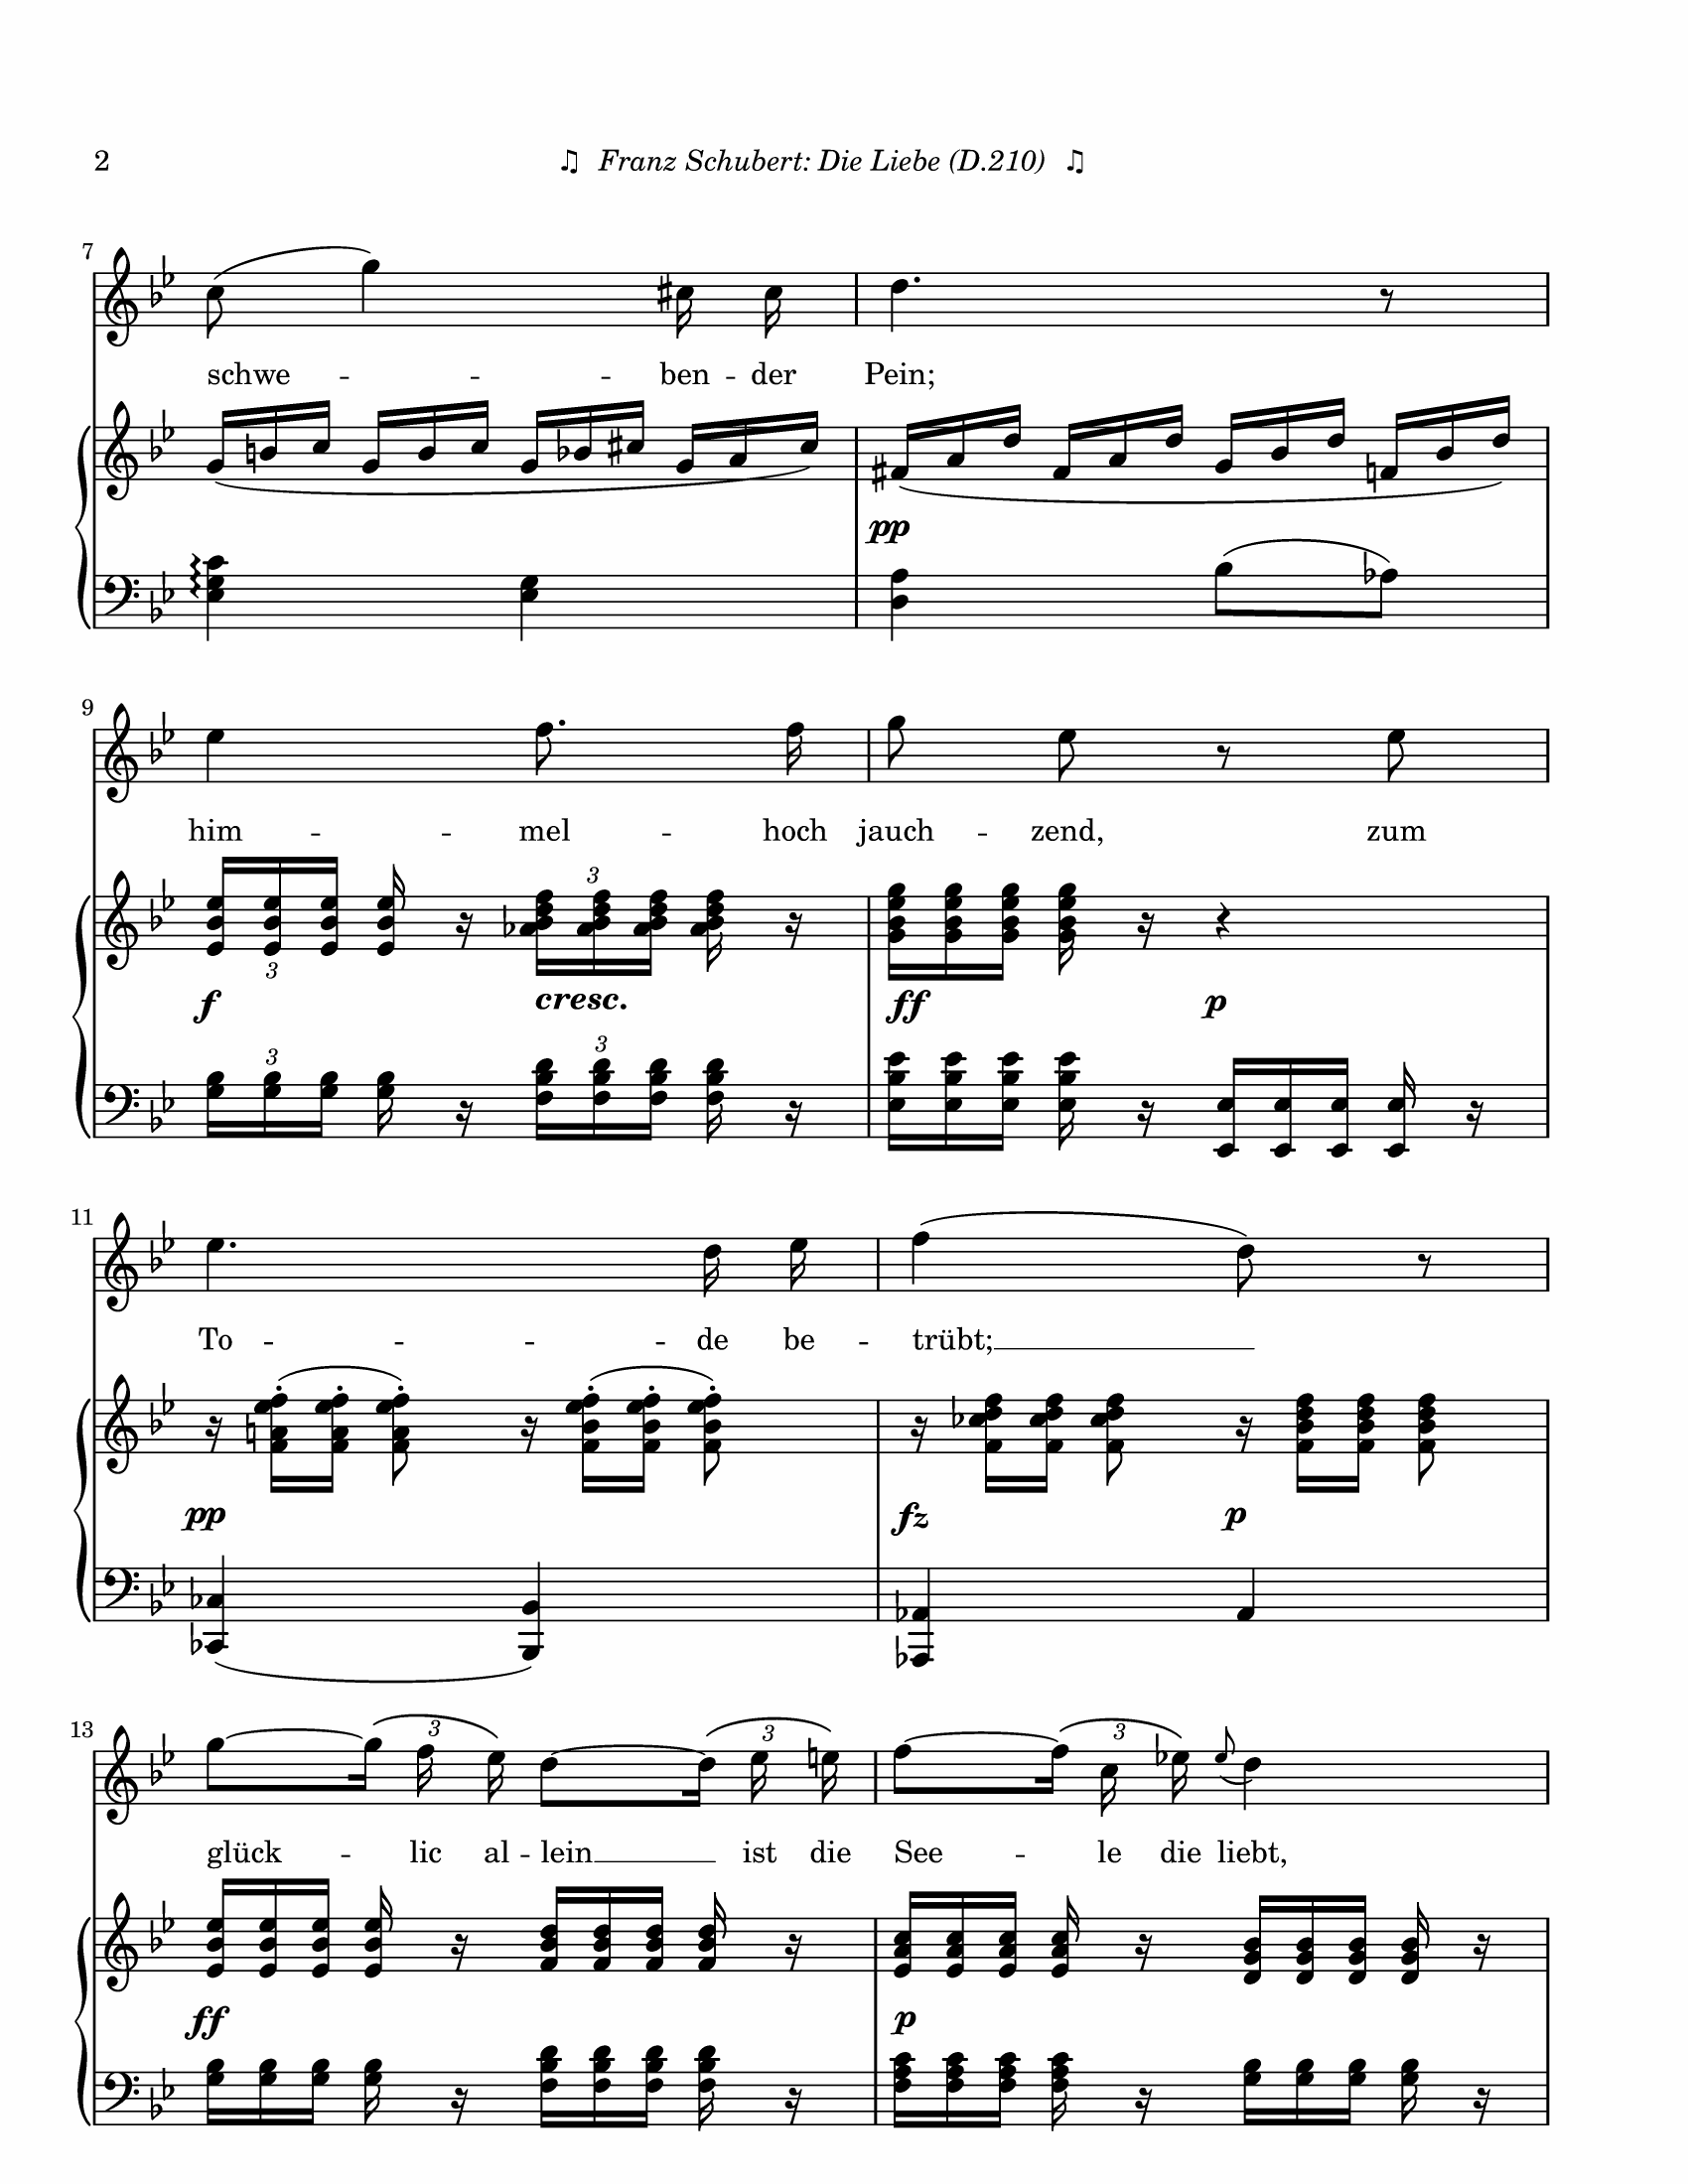 2 ♫ Franz Schubert: Die Liebe (D.210) ♫
7
schwe - - - ben - der Pein;
pp
9
him - mel - hoch jauch - zend, zum
3 3
f cresc. ff p
3 3
11
To - - - de be - trübt; __
pp fz p
13
3 3 3
glück - lic al - lein __ ist die See - le die liebt,
ff p